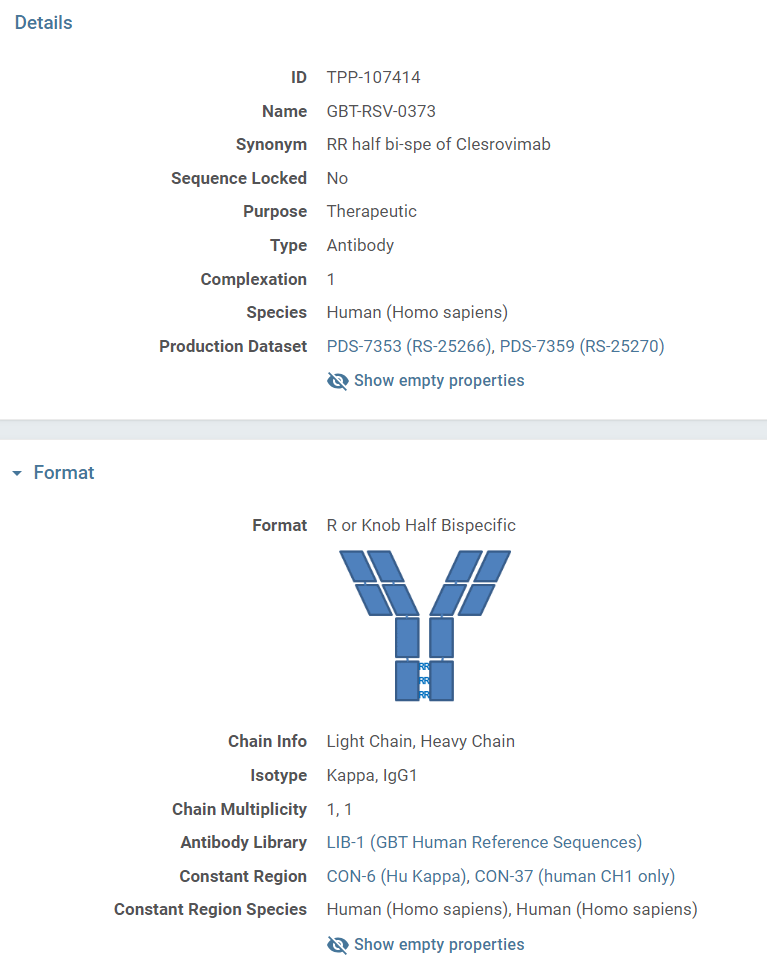 Details
ID TPP-107414
Name GBT-RSV-0373
Synonym RR half bi-spe of Clesrovimab
Sequence Locked No
Purpose Therapeutic
Type Antibody
Complexation 1
Species Human (Homo sapiens)
Production Dataset PDS-7353 (RS-25266), PDS-7359 (RS-25270)
Show empty properties
Format
Format R or Knob Half Bispecific
RR
RR
RR
Chain Info Light Chain, Heavy Chain
Isotype Kappa, IgG1
Chain Multiplicity 1, 1
Antibody Library LIB-1 (GBT Human Reference Sequences)
Constant Region CON-6 (Hu Kappa), CON-37 (human CH1 only)
Constant Region Species Human (Homo sapiens), Human (Homo sapiens)
Show empty properties